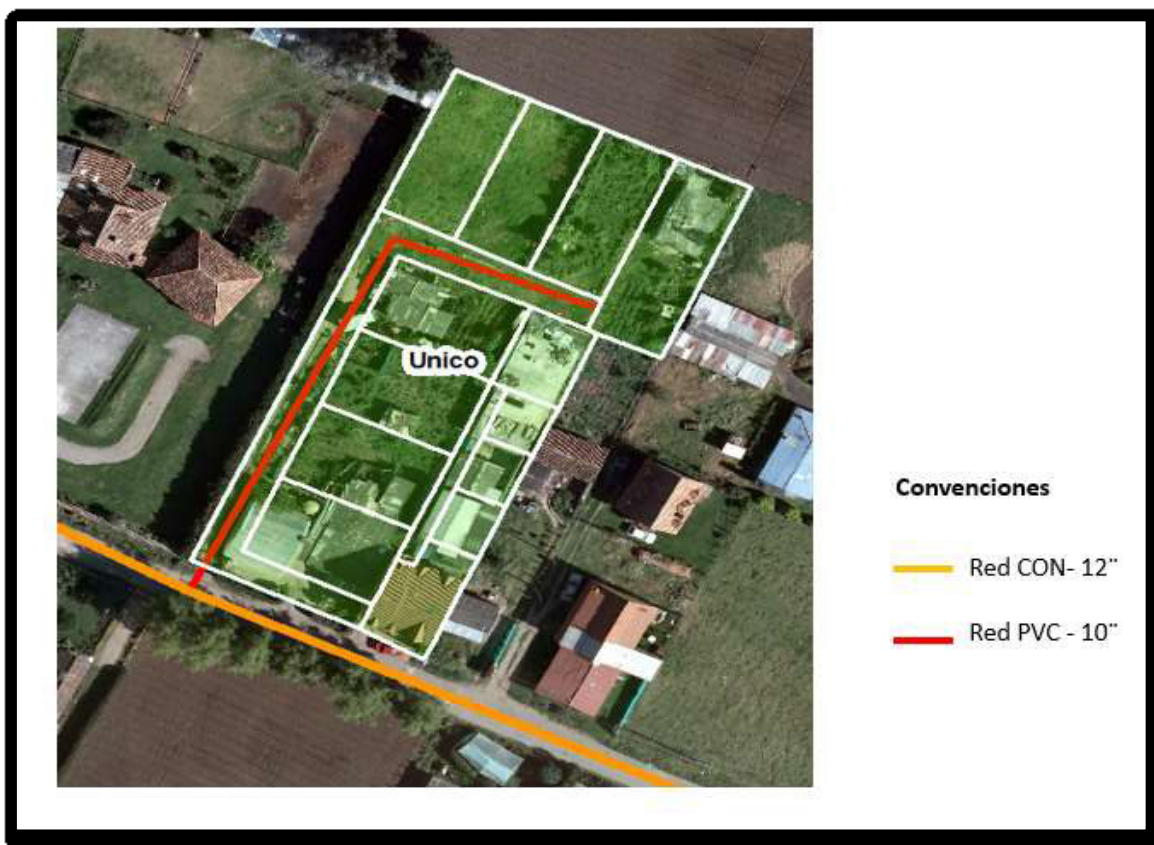 Unico
Convenciones
Red CON- 12¨
Red PVC - 10¨